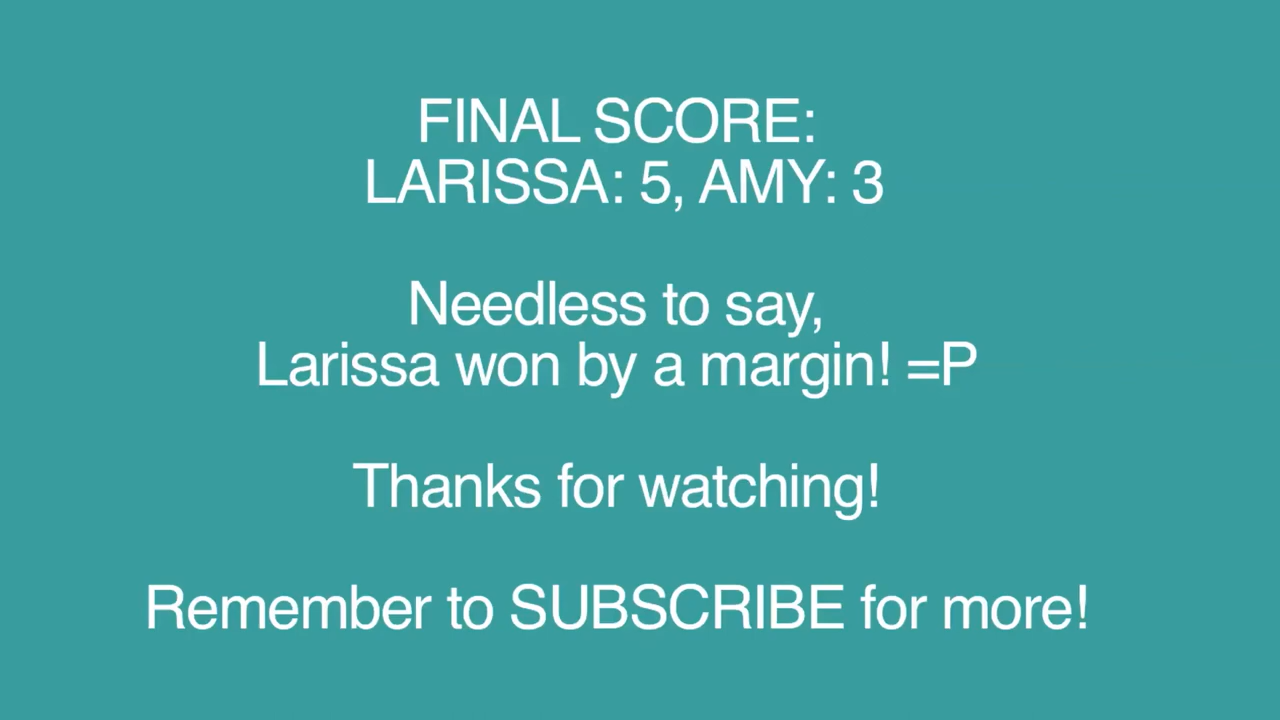 FINAL SCORE:
LARISSA: 5, AMY: 3
Needless to say,
Larissa won by a margin! =P
Thanks for watching!
Remember to SUBSCRIBE for more!